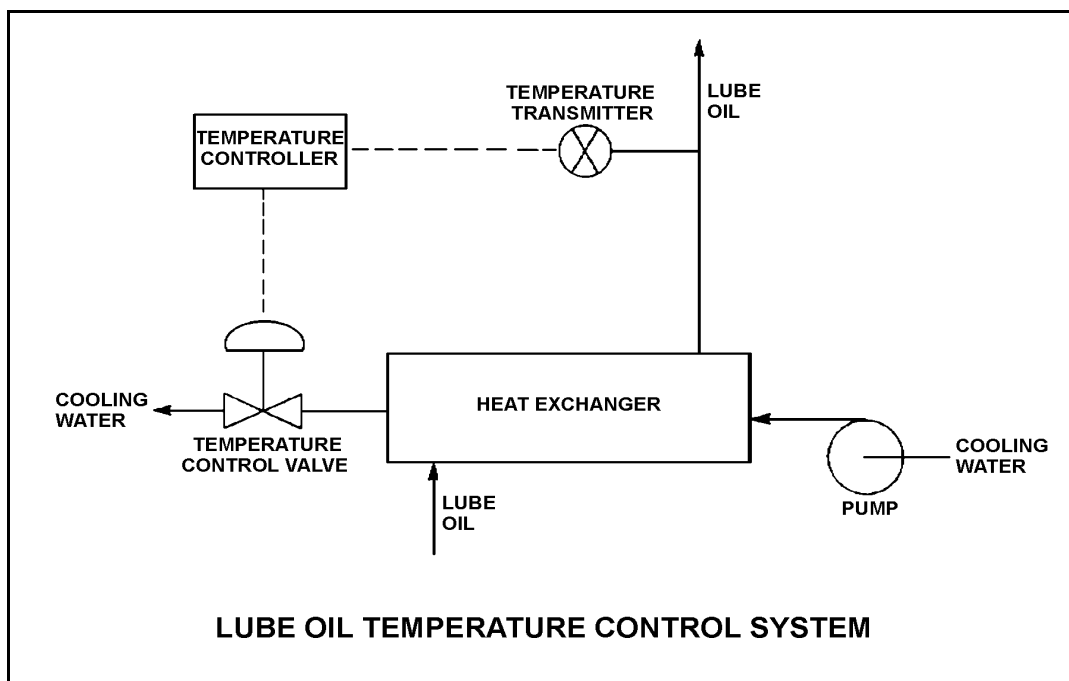 TEMPERATURE
TRANSMITTER
LUBE
OIL
TEMPERATURE
CONTROLLER
COOLING
WATER
TEMPERATURE
CONTROL VALVE
HEAT EXCHANGER
COOLING
WATER
PUMP
LUBE
OIL
LUBE OIL TEMPERATURE CONTROL SYSTEM